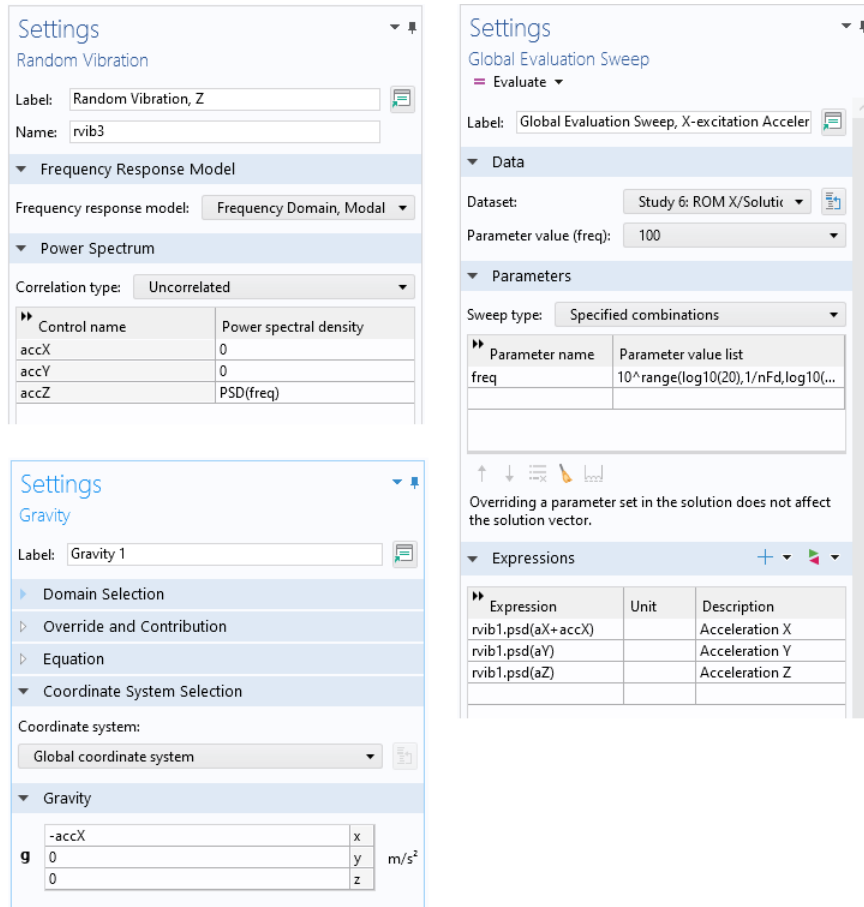 Settings
Random Vibration
Label: Random Vibration, Z
Name: rvib3
Frequency Response Model
Frequency response model: Frequency Domain, Modal
Power Spectrum
Correlation type: Uncorrelated
Control name Power spectral density
accX 0
accY 0
accZ PSD(freq)
Settings
Gravity
Label: Gravity 1
Domain Selection
Override and Contribution
Equation
Coordinate System Selection
Coordinate system:
Global coordinate system
Gravity
-accX x
g 0 y m/s²
0 z
Settings
Global Evaluation Sweep
= Evaluate
Label: Global Evaluation Sweep, X-excitation Acceler
Data
Dataset: Study 6: ROM X/Solutic
Parameter value (freq): 100
Parameters
Sweep type: Specified combinations
Parameter name Parameter value list
freq 10^range(log10(20),1/nFd,log10(...
Overriding a parameter set in the solution does not affect
the solution vector.
Expressions
Expression Unit Description
rvib1.psd(aX+accX) Acceleration X
rvib1.psd(aY) Acceleration Y
rvib1.psd(aZ) Acceleration Z